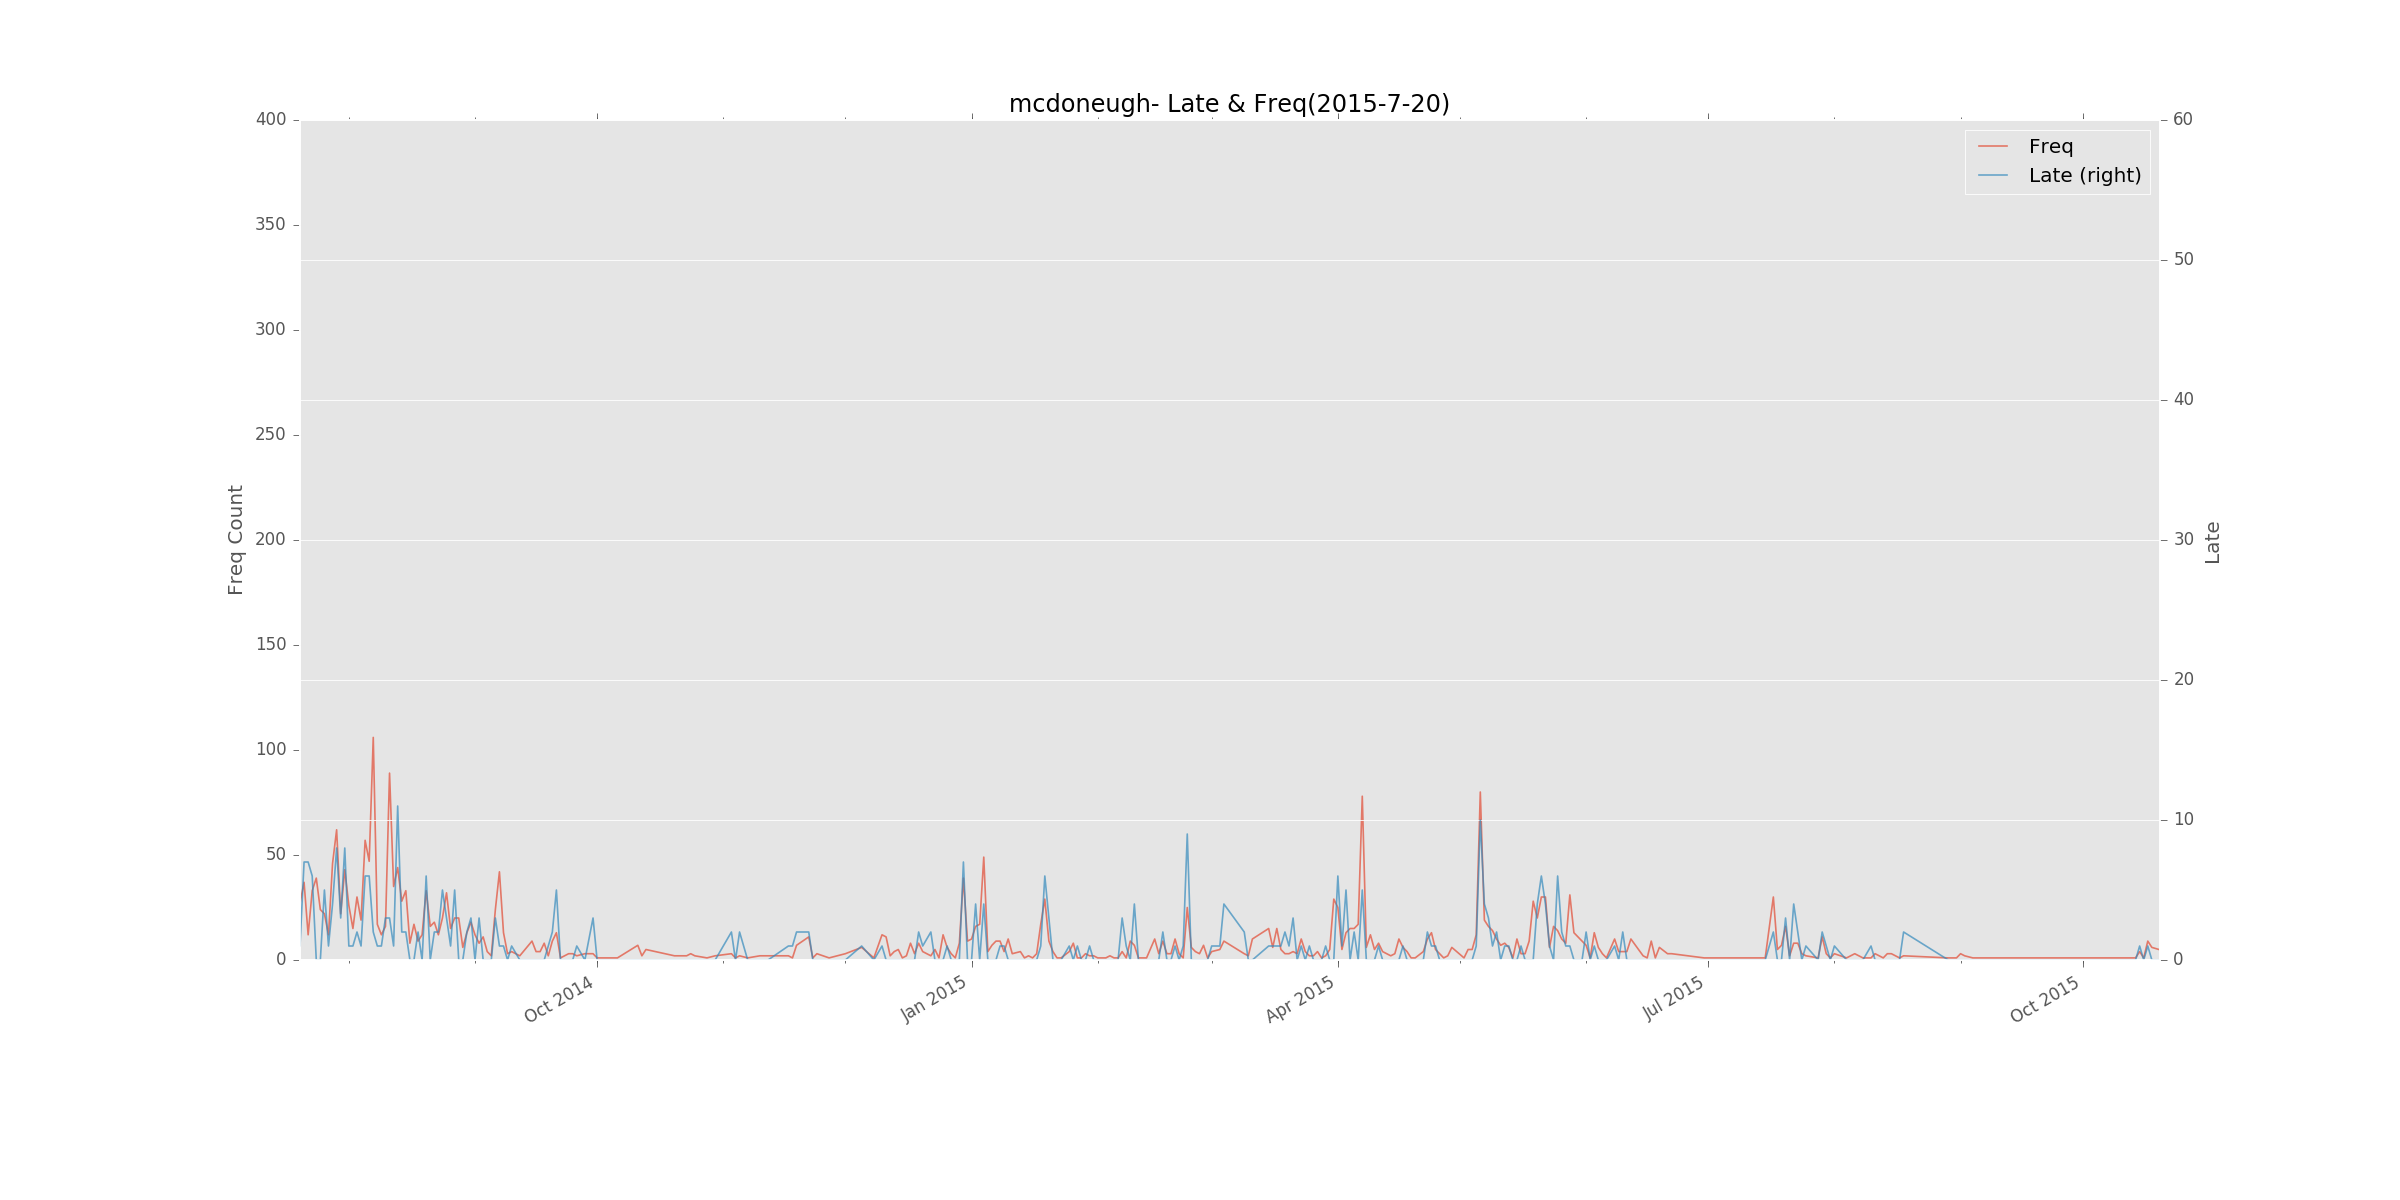 mcdoneugh- Late & Freq(2015-7-20)
Freq
Late (right)
Freq Count
400
350
300
250
200
150
100
50
0
60
50
40
30
20
10
0
Late
Oct 2014
Jan 2015
Apr 2015
Jul 2015
Oct 2015